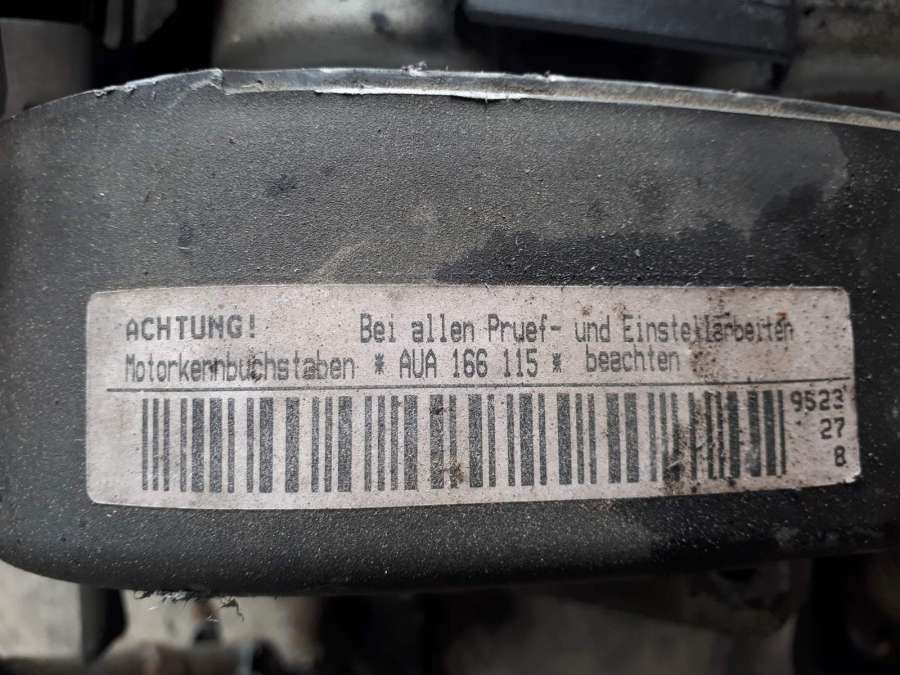 ACHTUNG! Bei allen Pruef- und Einstellarbeiten
Motorkennbuchstaben * AUA 166 115 * beachten
9523
27
8